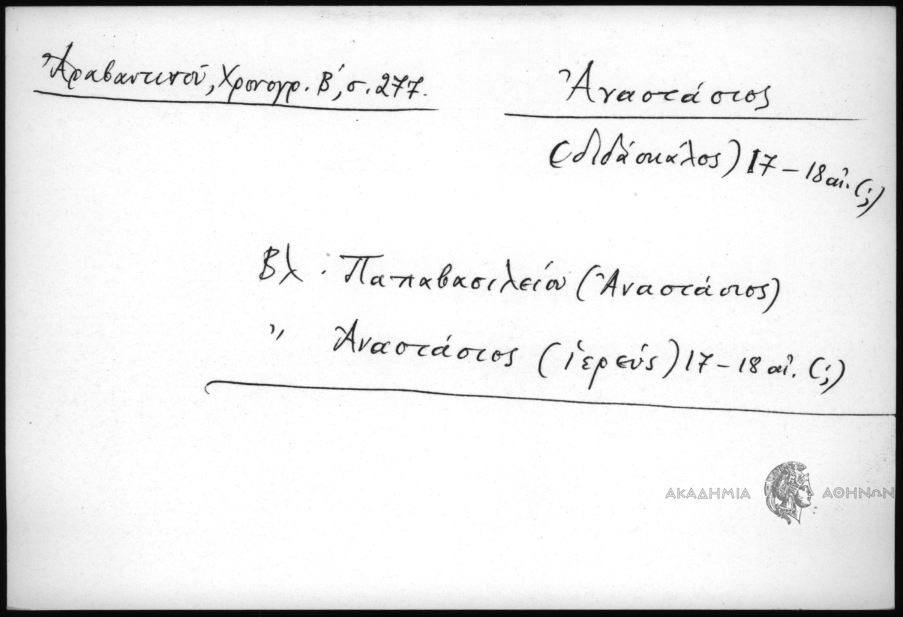 Ἀραβαντινοῦ, Χρονογρ. Β΄, σ. 277.
Ἀναστάσιος
(διδάσκαλος) 17 – 18 αἰ. (;)
Βλ. Παπαβασιλείου (Ἀναστάσιος)
〃 Ἀναστάσιος (ἱερεύς) 17 – 18 αἰ. (;)
ΑΚΑΔΗΜΙΑ ΑΘΗΝΩΝ